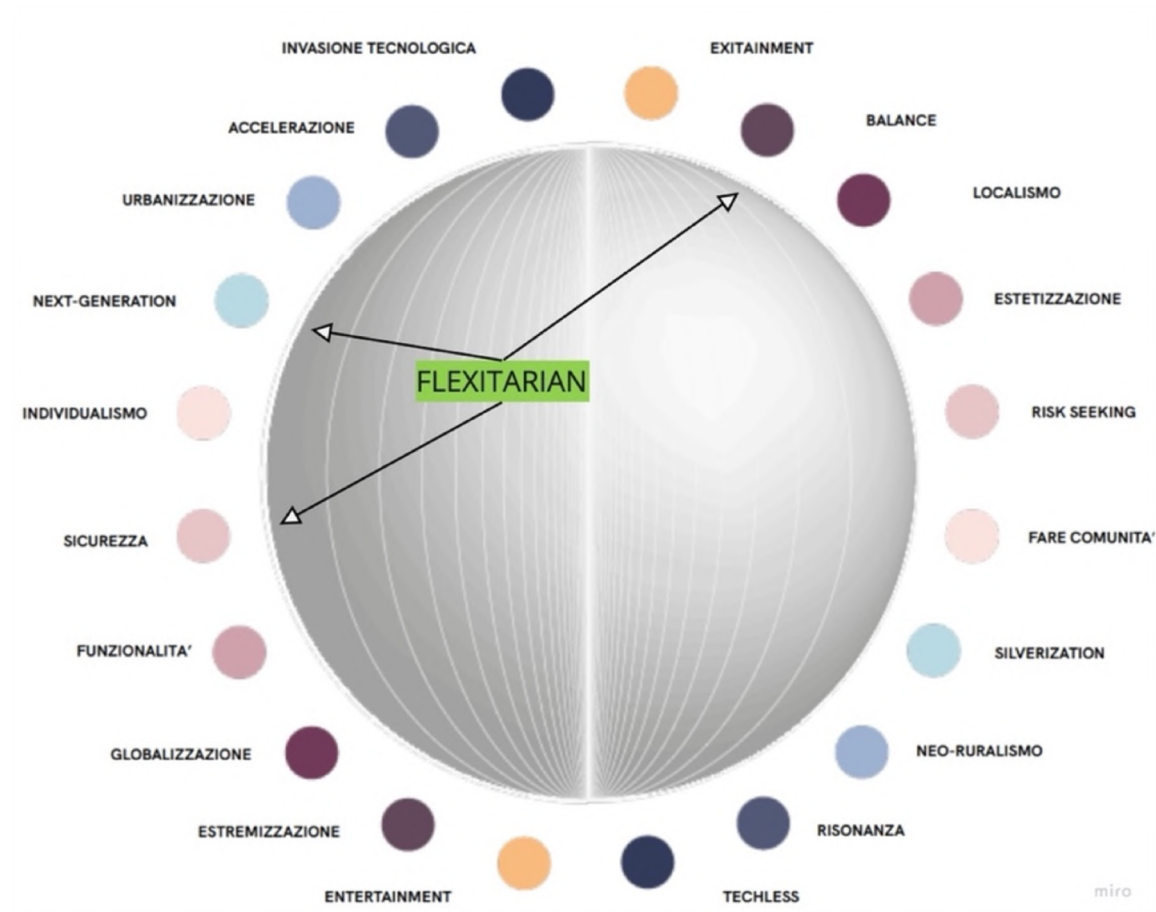 INVASIONE TECNOLOGICA
EXITAINMENT
ACCELERAZIONE
BALANCE
URBANIZZAZIONE
LOCALISMO
NEXT-GENERATION
ESTETIZZAZIONE
FLEXITARIAN
INDIVIDUALISMO
RISK SEEKING
SICUREZZA
FARE COMUNITA'
FUNZIONALITA'
SILVERIZATION
GLOBALIZZAZIONE
NEO-RURALISMO
ESTREMIZZAZIONE
RISONANZA
ENTERTAINMENT
TECHLESS
miro